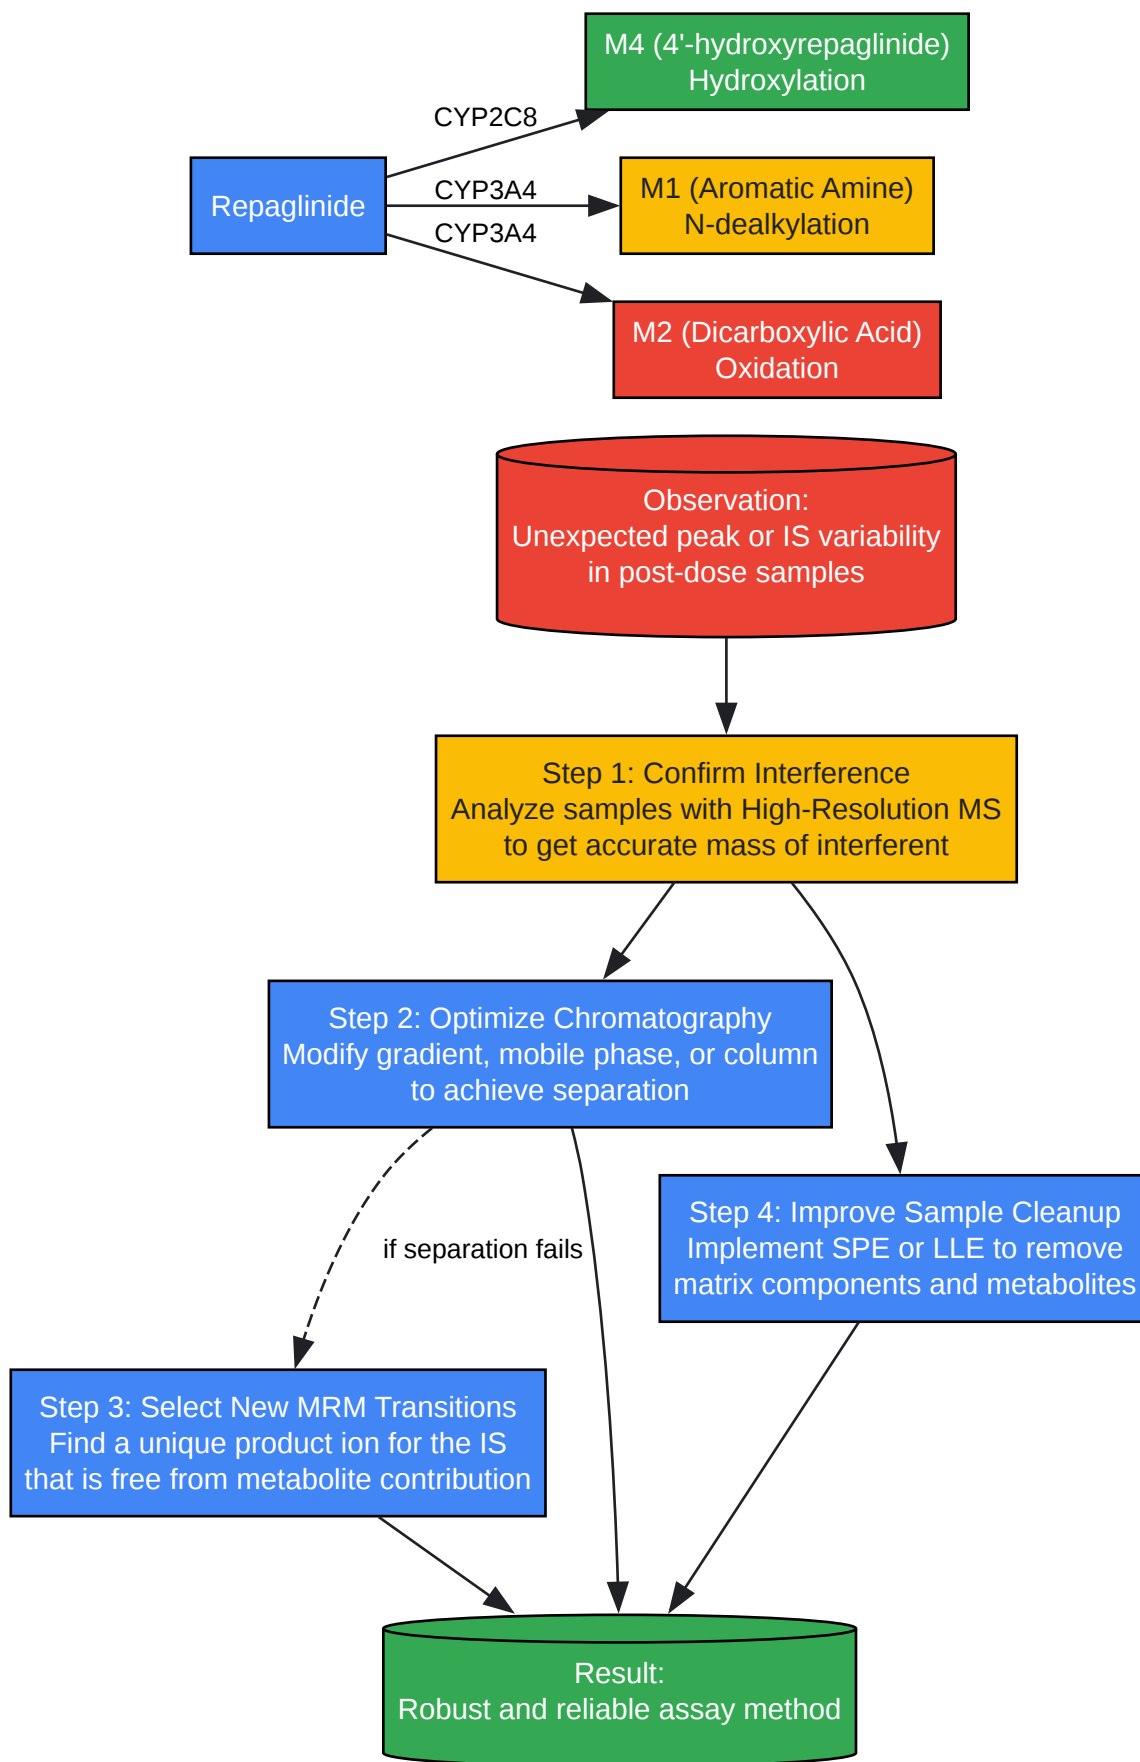 M4 (4'-hydroxyrepaglinide)
Hydroxylation
CYP2C8
Repaglinide
CYP3A4
M1 (Aromatic Amine)
N-dealkylation
CYP3A4
M2 (Dicarboxylic Acid)
Oxidation
Observation:
Unexpected peak or IS variability
in post-dose samples
Step 1: Confirm Interference
Analyze samples with High-Resolution MS
to get accurate mass of interferent
Step 2: Optimize Chromatography
Modify gradient, mobile phase, or column
to achieve separation
Step 4: Improve Sample Cleanup
Implement SPE or LLE to remove
matrix components and metabolites
if separation fails
Step 3: Select New MRM Transitions
Find a unique product ion for the IS
that is free from metabolite contribution
Result:
Robust and reliable assay method